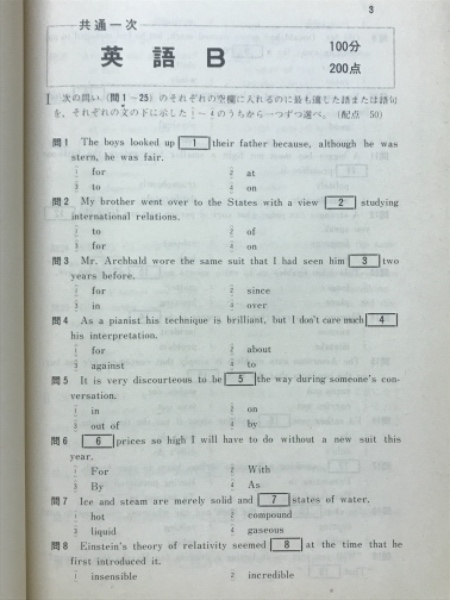 3
共通一次
英語B
100分
200点
I 次の問い(問1~25)のそれぞれの空欄に入れるのに最も適した語または語句
を、それぞれの文の下に示した1~4のうちから一つずつ選べ。(配点 50)
問1 The boys looked up 1 their father because, although he was
stern, he was fair.
1 for 2 at
3 to 4 on
問2 My brother went over to the States with a view 2 studying
international relations.
1 to 2 of
3 for 4 on
問3 Mr. Archbald wore the same suit that I had seen him 3 two
years before.
1 for 2 since
3 in 4 over
問4 As a pianist his technique is brilliant, but I don't care much 4
his interpretation.
1 for 2 about
3 against 4 to
問5 It is very discourteous to be 5 the way during someone's con-
versation.
1 in 2 on
3 out of 4 by
問6 6 prices so high I will have to do without a new suit this
year.
1 For 2 With
3 By 4 As
問7 Ice and steam are merely solid and 7 states of water.
1 hot 2 compound
3 liquid 4 gaseous
問8 Einstein's theory of relativity seemed 8 at the time that he
first introduced it.
1 insensible 2 incredible